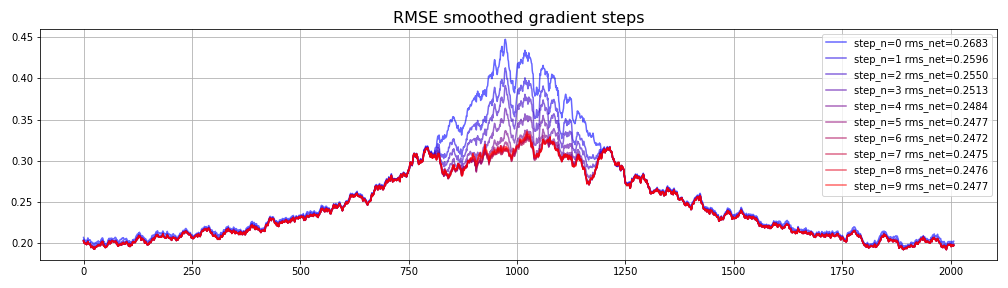 RMSE smoothed gradient steps
0.45
0.40
0.35
0.30
0.25
0.20
step_n=0 rms_net=0.2683
step_n=1 rms_net=0.2596
step_n=2 rms_net=0.2550
step_n=3 rms_net=0.2513
step_n=4 rms_net=0.2484
step_n=5 rms_net=0.2477
step_n=6 rms_net=0.2472
step_n=7 rms_net=0.2475
step_n=8 rms_net=0.2476
step_n=9 rms_net=0.2477
0 250 500 750 1000 1250 1500 1750 2000